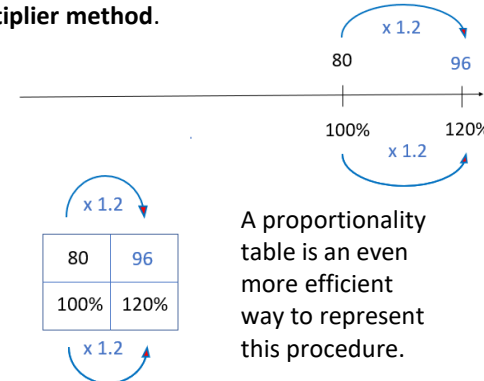 tiplier method.
x 1.2
80 96
100% 120%
x 1.2
x 1.2
80 96
100% 120%
x 1.2
A proportionality
table is an even
more efficient
way to represent
this procedure.